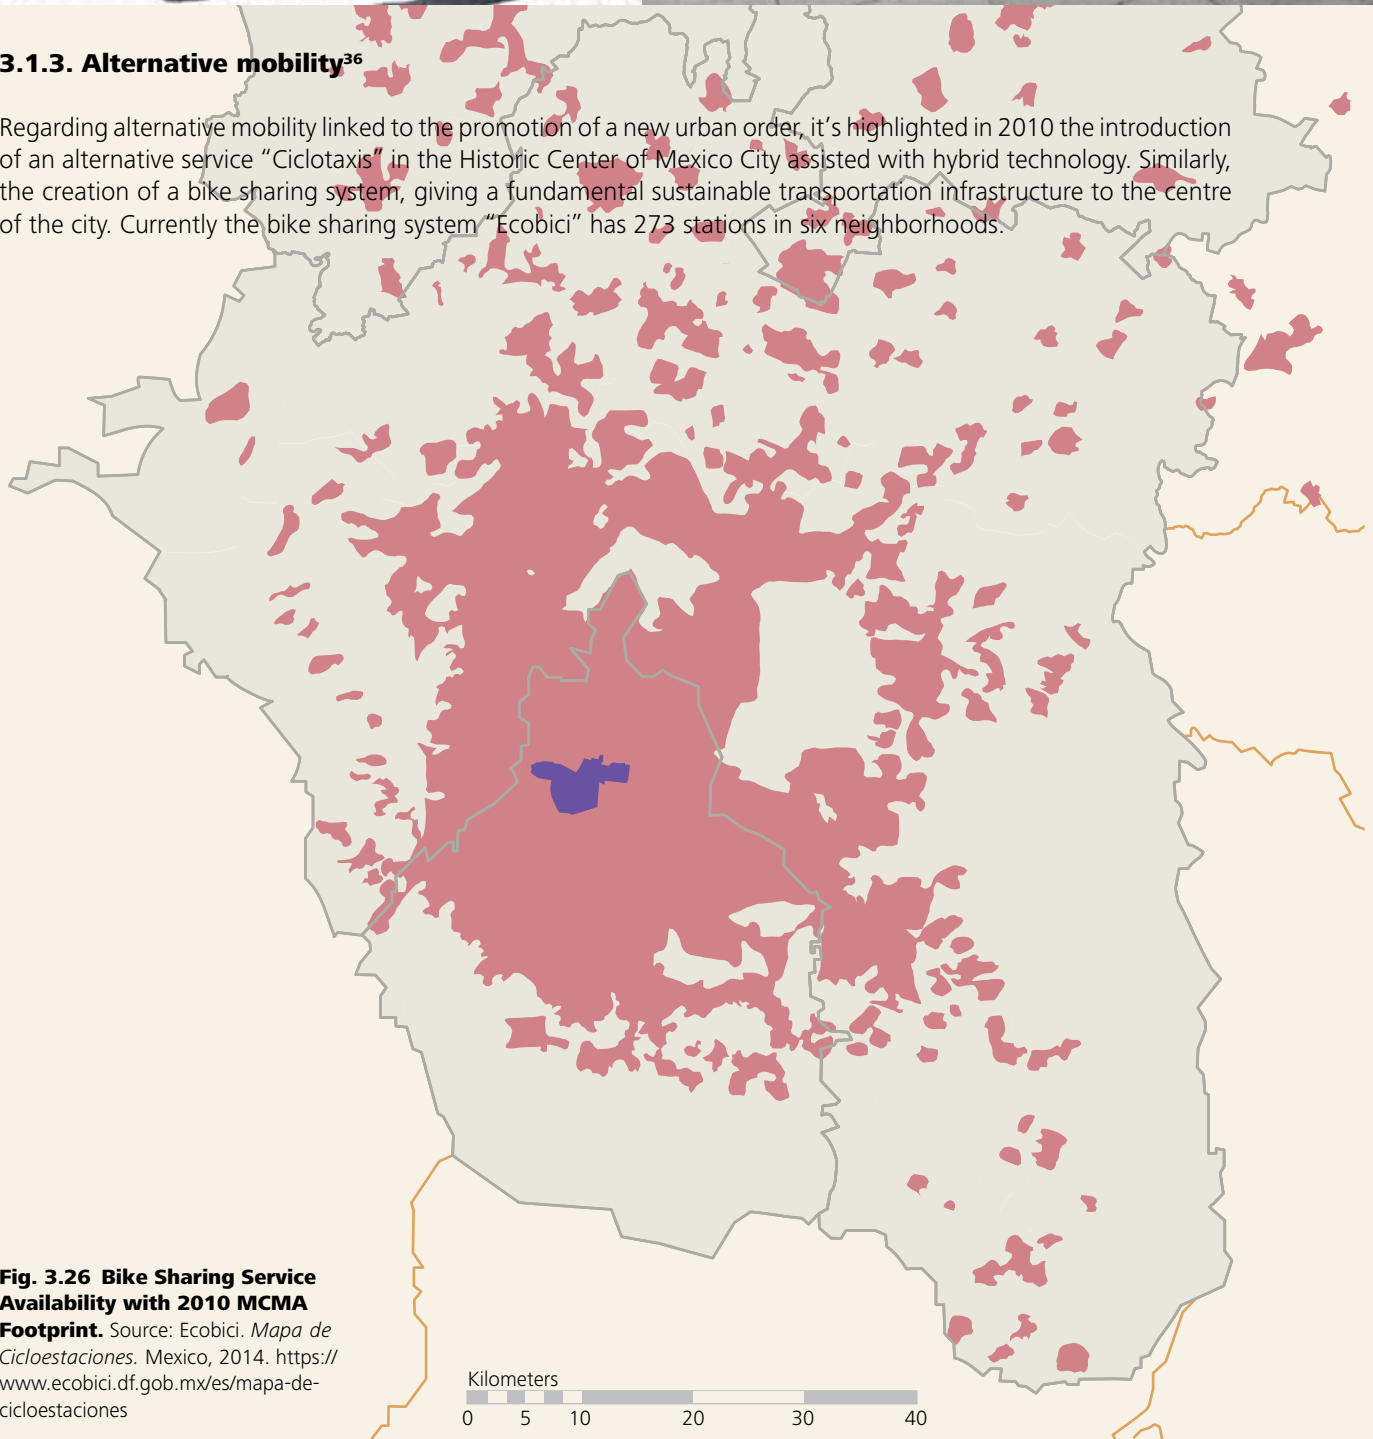 3.1.3. Alternative mobility³⁶
Regarding alternative mobility linked to the promotion of a new urban order, it’s highlighted in 2010 the introduction
of an alternative service “Ciclotaxis” in the Historic Center of Mexico City assisted with hybrid technology. Similarly,
the creation of a bike sharing system, giving a fundamental sustainable transportation infrastructure to the centre
of the city. Currently the bike sharing system “Ecobici” has 273 stations in six neighborhoods.
Fig. 3.26 Bike Sharing Service
Availability with 2010 MCMA
Footprint. Source: Ecobici. Mapa de
Cicloestaciones. Mexico, 2014. https://
www.ecobici.df.gob.mx/es/mapa-de-
cicloestaciones
Kilometers
0 5 10 20 30 40